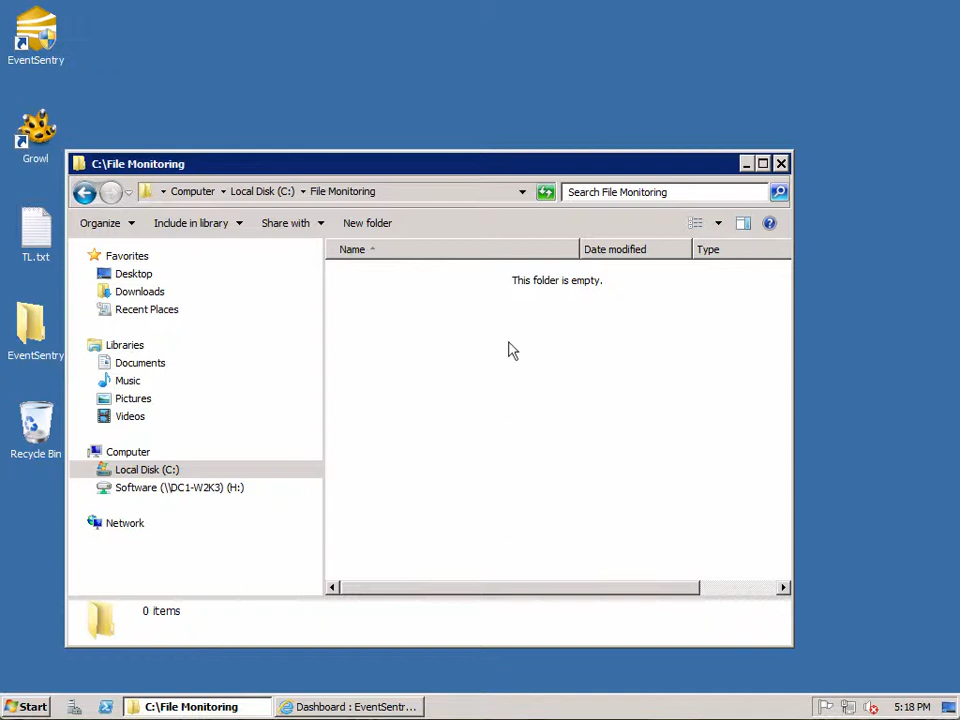 EventSentry
Growl
TL.txt
EventSentry
Recycle Bin
C:\File Monitoring
Computer Local Disk (C:) File Monitoring
Search File Monitoring
Organize Include in library Share with New folder
Favorites
Desktop
Downloads
Recent Places
Libraries
Documents
Music
Pictures
Videos
Computer
Local Disk (C:)
Software (\\DC1-W2K3) (H:)
Network
Name Date modified Type
This folder is empty.
0 items
Start C:\File Monitoring Dashboard : EventSentr... 5:18 PM